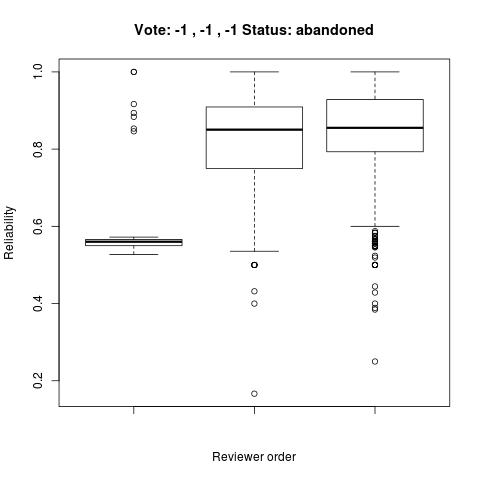 Vote: -1 , -1 , -1 Status: abandoned
1.0
0.8
0.6
0.4
0.2
Reliability
Reviewer order